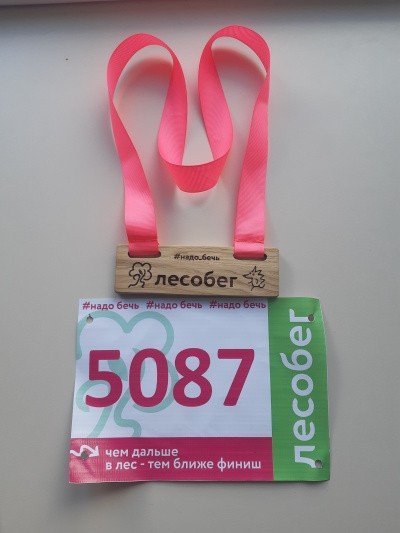 #надо_бечь
лесобег
#надо бечь #надо бечь #надо бечь
5087
лесобег
чем дальше
в лес - тем ближе финиш